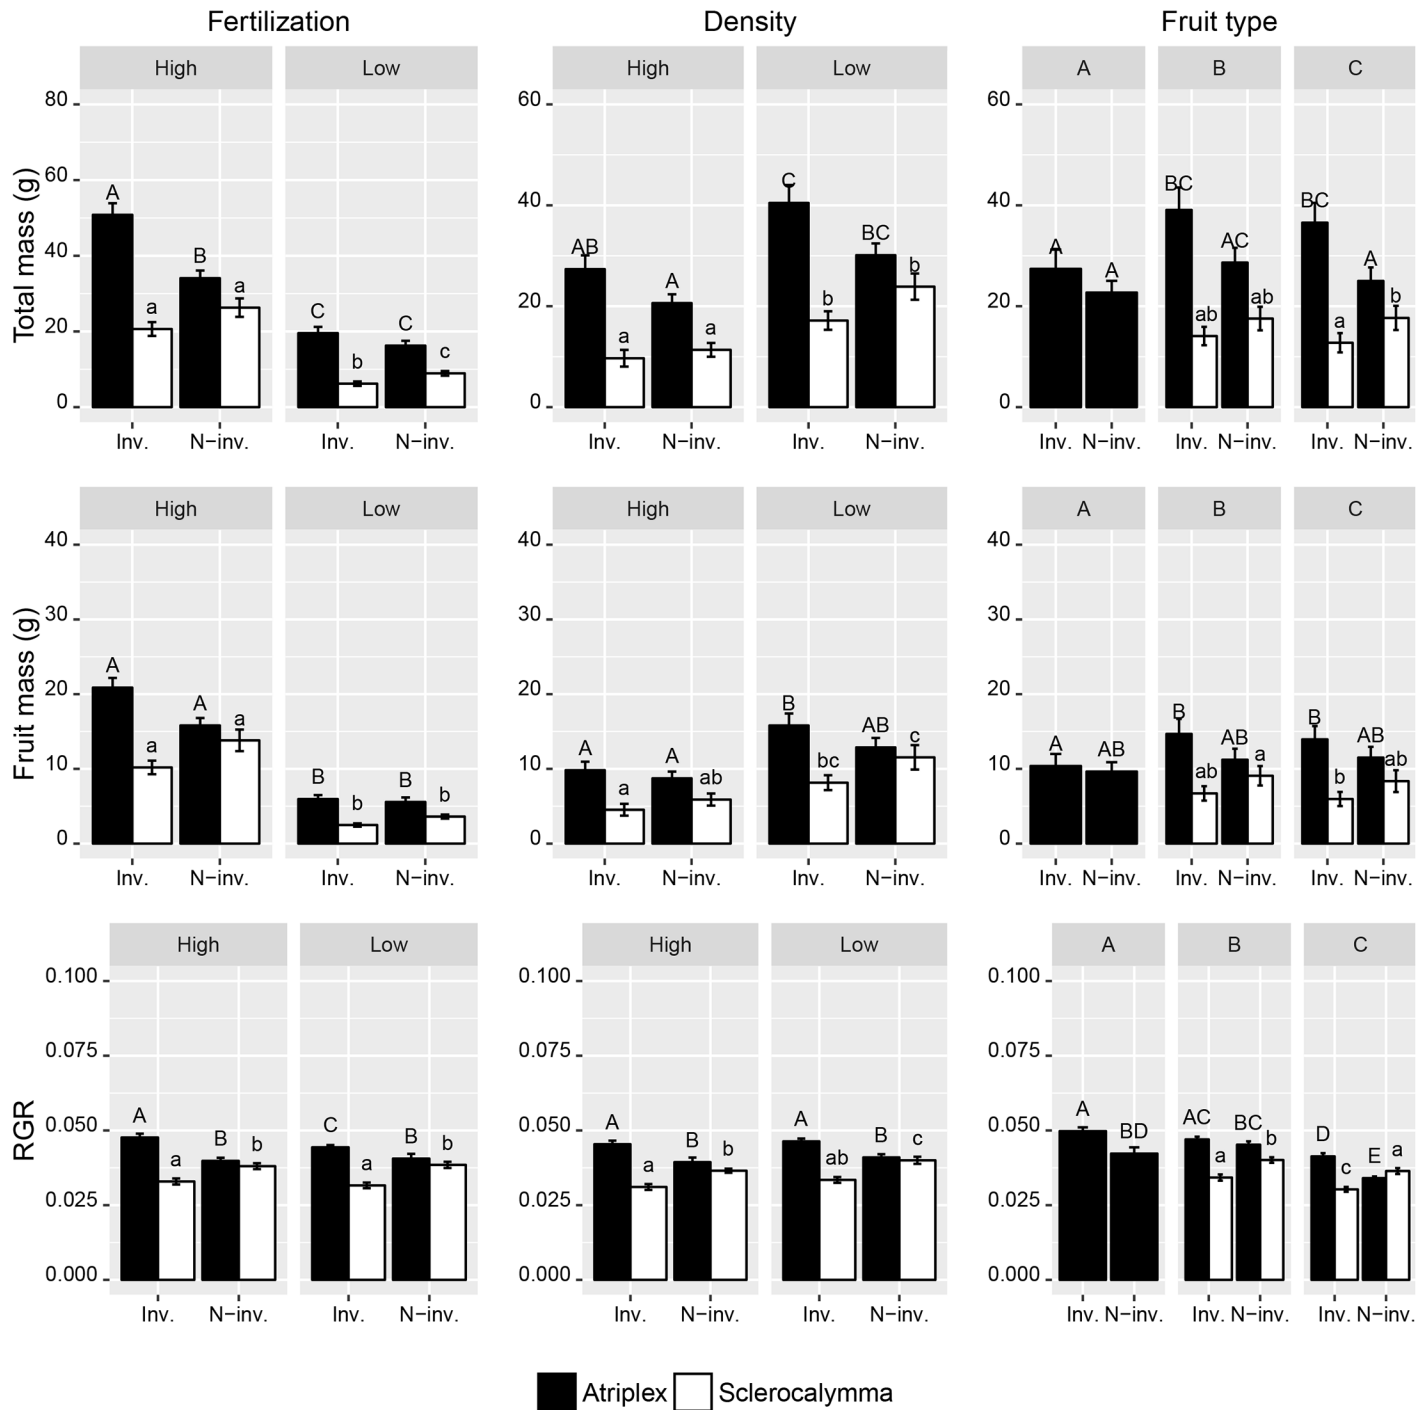 Fertilization Density Fruit type
High Low High Low A B C
Total mass (g)
80
60
40
20
0
A
a
B
a
C
b
C
c
Inv. N−inv. Inv. N−inv.
60
40
20
0
AB
a
A
a
C
b
BC
b
Inv. N−inv. Inv. N−inv.
60
40
20
0
A
A
BC
ab
AC
ab
BC
a
A
b
Inv. N−inv. Inv. N−inv. Inv. N−inv.
High Low High Low A B C
Fruit mass (g)
40
30
20
10
0
A
a
A
a
B
b
B
b
Inv. N−inv. Inv. N−inv.
40
30
20
10
0
A
a
A
ab
B
bc
AB
c
Inv. N−inv. Inv. N−inv.
40
30
20
10
0
A
AB
B
ab
AB
a
B
b
AB
ab
Inv. N−inv. Inv. N−inv. Inv. N−inv.
High Low High Low A B C
RGR
0.100
0.075
0.050
0.025
0.000
A
a
B
b
C
a
B
b
Inv. N−inv. Inv. N−inv.
0.100
0.075
0.050
0.025
0.000
A
a
B
b
A
ab
B
c
Inv. N−inv. Inv. N−inv.
0.100
0.075
0.050
0.025
0.000
A
BD
AC
a
BC
b
D
c
E
a
Inv. N−inv. Inv. N−inv. Inv. N−inv.
Atriplex Sclerocalymma